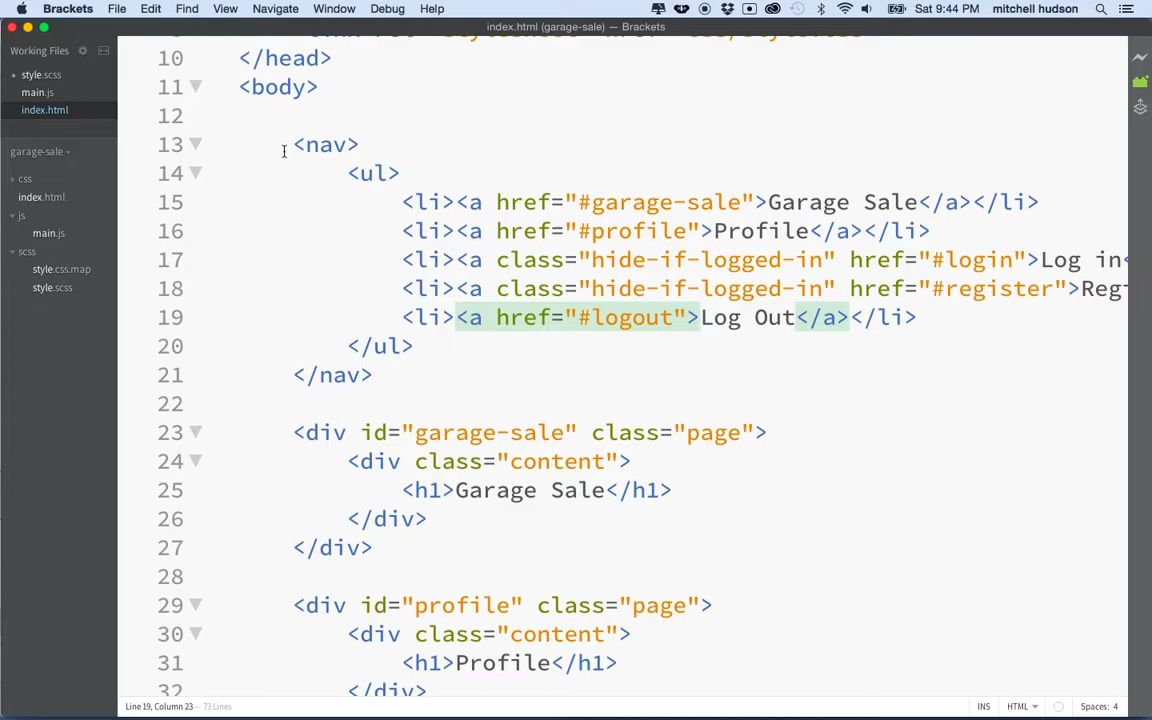 Brackets File Edit Find View Navigate Window Debug Help Sat 9:44 PM mitchell hudson
index.html (garage-sale) — Brackets
Working Files
style.scss
main.js
index.html
garage-sale
css
index.html
js
main.js
scss
style.css.map
style.scss
10 </head>
11 <body>
12
13 <nav>
14 <ul>
15 <li><a href="#garage-sale">Garage Sale</a></li>
16 <li><a href="#profile">Profile</a></li>
17 <li><a class="hide-if-logged-in" href="#login">Log in<
18 <li><a class="hide-if-logged-in" href="#register">Reg
19 <li><a href="#logout">Log Out</a></li>
20 </ul>
21 </nav>
22
23 <div id="garage-sale" class="page">
24 <div class="content">
25 <h1>Garage Sale</h1>
26 </div>
27 </div>
28
29 <div id="profile" class="page">
30 <div class="content">
31 <h1>Profile</h1>
32 </div>
Line 19, Column 23 — 73 Lines
INS HTML Spaces: 4